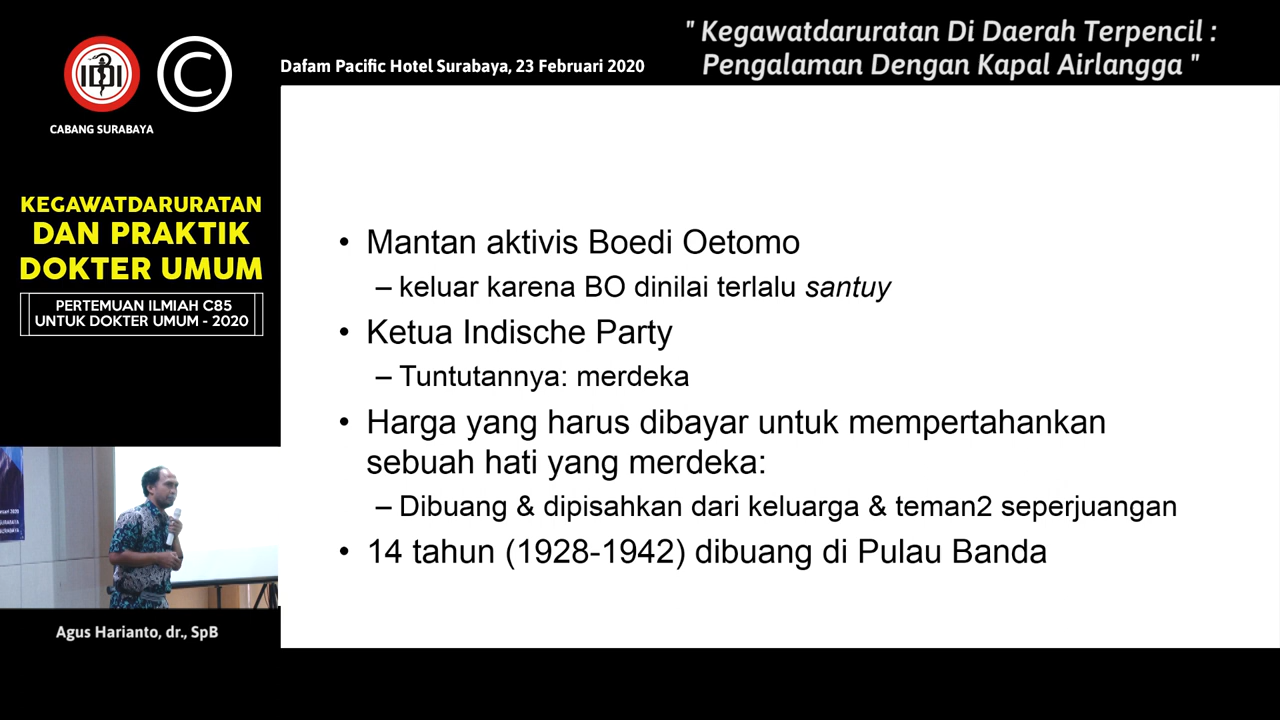 " Kegawatdaruratan Di Daerah Terpencil :
Pengalaman Dengan Kapal Airlangga "
Dafam Pacific Hotel Surabaya, 23 Februari 2020
IDI
C
CABANG SURABAYA
KEGAWATDARURATAN
DAN PRAKTIK
DOKTER UMUM
PERTEMUAN ILMIAH C85
UNTUK DOKTER UMUM - 2020
• Mantan aktivis Boedi Oetomo
– keluar karena BO dinilai terlalu santuy
• Ketua Indische Party
– Tuntutannya: merdeka
• Harga yang harus dibayar untuk mempertahankan
sebuah hati yang merdeka:
– Dibuang & dipisahkan dari keluarga & teman2 seperjuangan
• 14 tahun (1928-1942) dibuang di Pulau Banda
Agus Harianto, dr., SpB